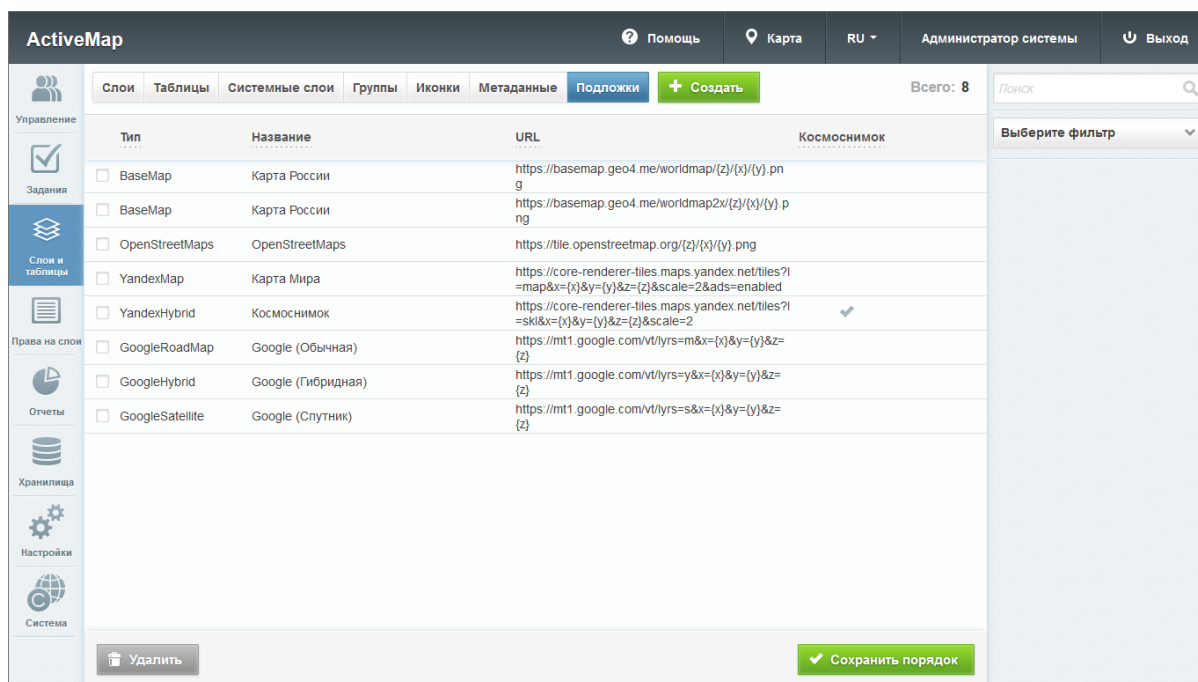 ActiveMap
Помощь
Карта
RU
Администратор системы
Выход
Управление
Задания
Слои и
таблицы
Права на слои
Отчеты
Хранилища
Настройки
Система
Слои
Таблицы
Системные слои
Группы
Иконки
Метаданные
Подложки
Создать
Всего: 8
Поиск
Выберите фильтр
Тип Название URL Космоснимок
BaseMap Карта России https://basemap.geo4.me/worldmap/{z}/{x}/{y}.pn
g
BaseMap Карта России https://basemap.geo4.me/worldmap2x/{z}/{x}/{y}.p
ng
OpenStreetMaps OpenStreetMaps https://tile.openstreetmap.org/{z}/{x}/{y}.png
YandexMap Карта Мира https://core-renderer-tiles.maps.yandex.net/tiles?l
=map&x={x}&y={y}&z={z}&scale=2&ads=enabled
YandexHybrid Космоснимок https://core-renderer-tiles.maps.yandex.net/tiles?l
=skl&x={x}&y={y}&z={z}&scale=2
GoogleRoadMap Google (Обычная) https://mt1.google.com/vt/lyrs=m&x={x}&y={y}&z=
{z}
GoogleHybrid Google (Гибридная) https://mt1.google.com/vt/lyrs=y&x={x}&y={y}&z=
{z}
GoogleSatellite Google (Спутник) https://mt1.google.com/vt/lyrs=s&x={x}&y={y}&z=
{z}
Удалить
Сохранить порядок